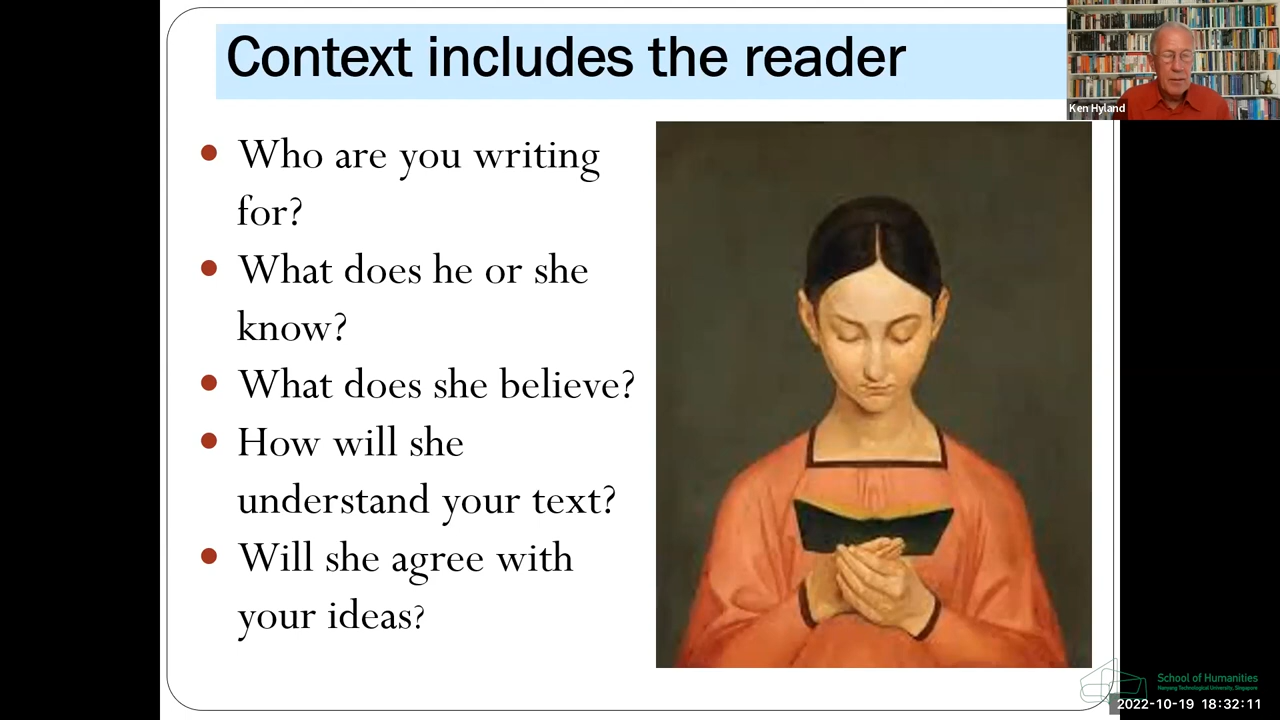 Context includes the reader
Ken Hyland
Who are you writing
for?
What does he or she
know?
What does she believe?
How will she
understand your text?
Will she agree with
your ideas?
School of Humanities
Nanyang Technological University, Singapore
2022-10-19 18:32:11